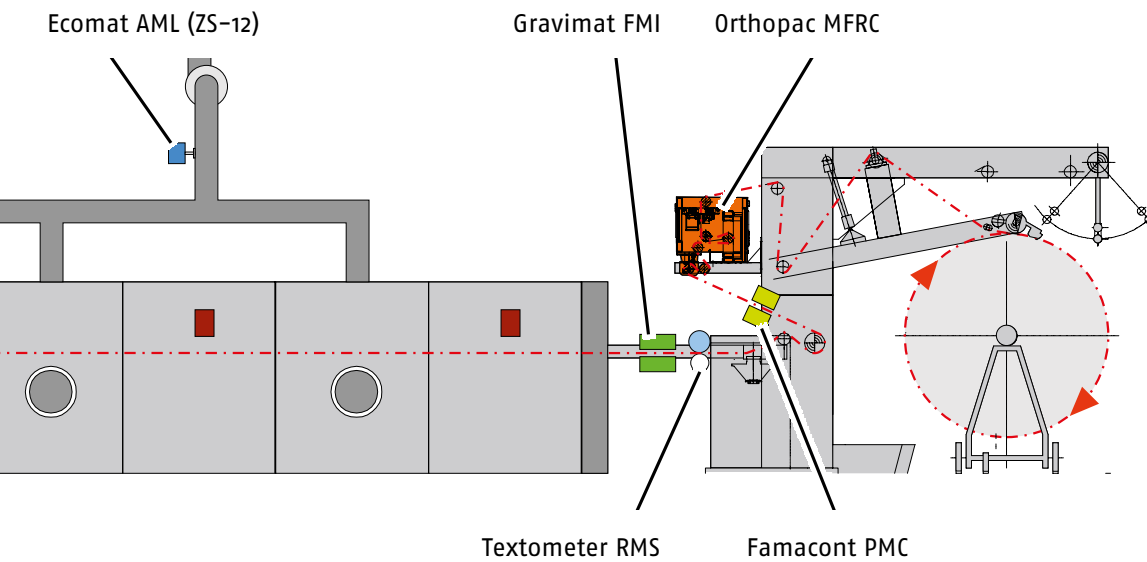 Ecomat AML (ZS-12)
Gravimat FMI
Orthopac MFRC
Textometer RMS
Famacont PMC